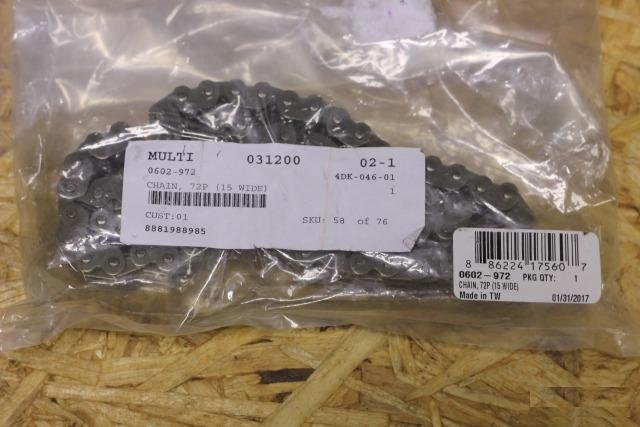 MULTI 031200 02-1
0602-972 4DK-046-01
CHAIN, 72P (15 WIDE) 1
CUST:01 SKU: 58 of 76
8881988985
8 86224 17560 7
0602-972 PKG QTY: 1
CHAIN, 72P (15 WIDE)
Made in TW 01/31/2017